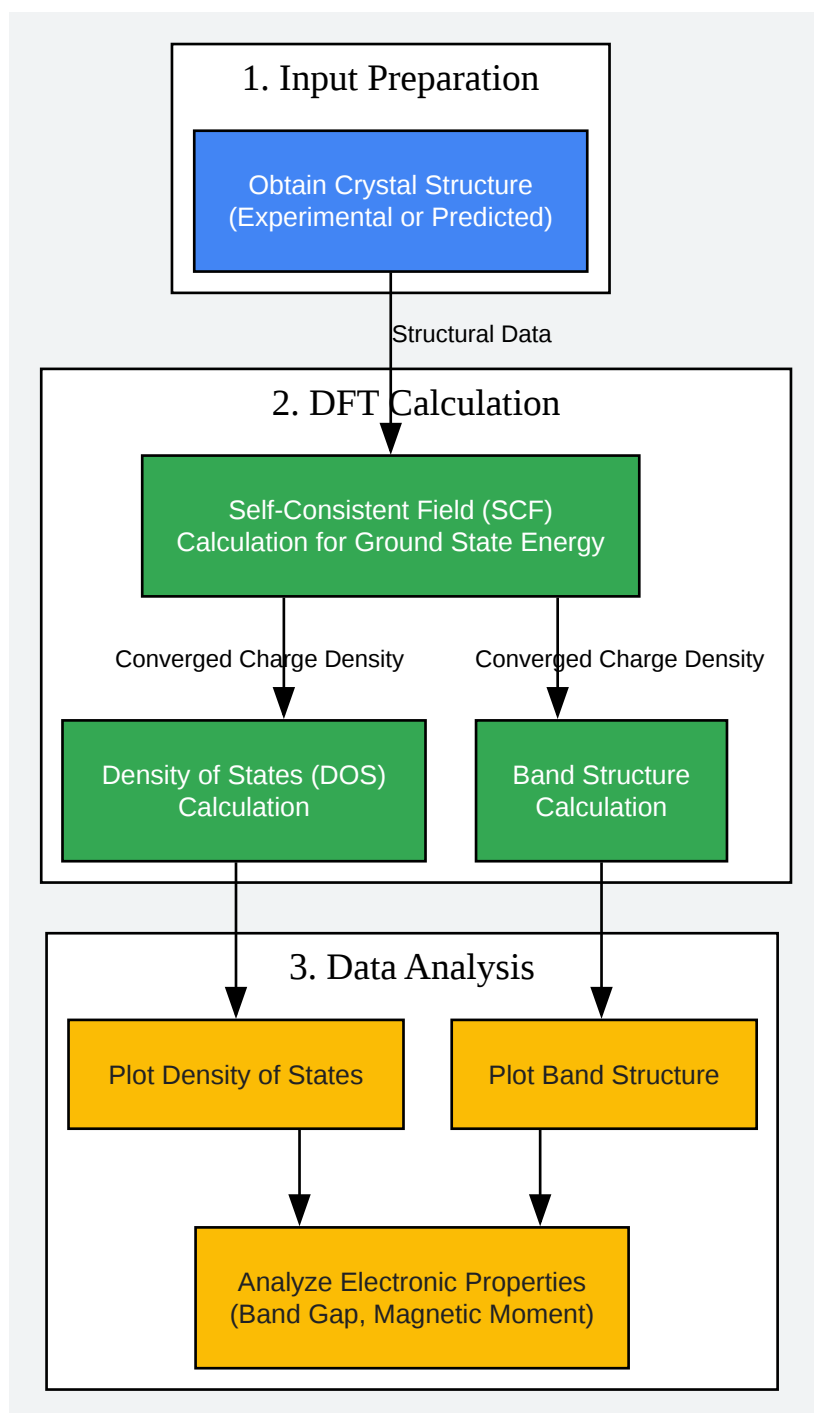 1. Input Preparation
Obtain Crystal Structure
(Experimental or Predicted)
Structural Data
2. DFT Calculation
Self-Consistent Field (SCF)
Calculation for Ground State Energy
Converged Charge Density
Converged Charge Density
Density of States (DOS)
Calculation
Band Structure
Calculation
3. Data Analysis
Plot Density of States
Plot Band Structure
Analyze Electronic Properties
(Band Gap, Magnetic Moment)